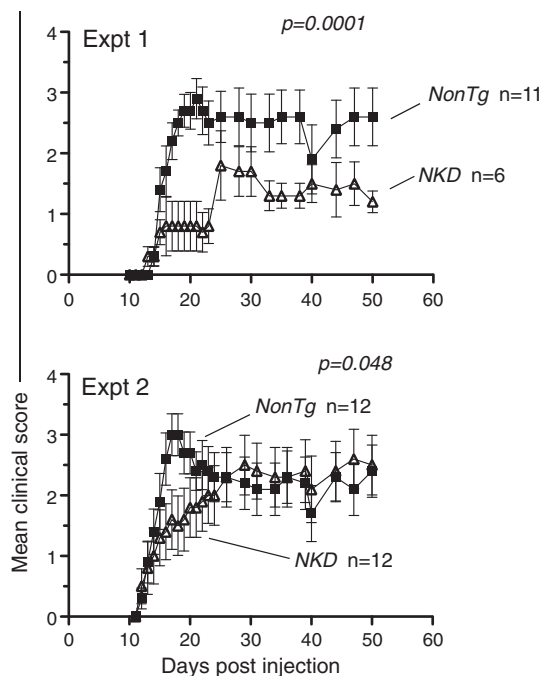 Expt 1
p=0.0001
4
3
2
1
0
NonTg n=11
NKD n=6
0 10 20 30 40 50 60
Expt 2
p=0.048
4
3
2
1
0
NonTg n=12
NKD n=12
0 10 20 30 40 50 60
Mean clinical score
Days post injection